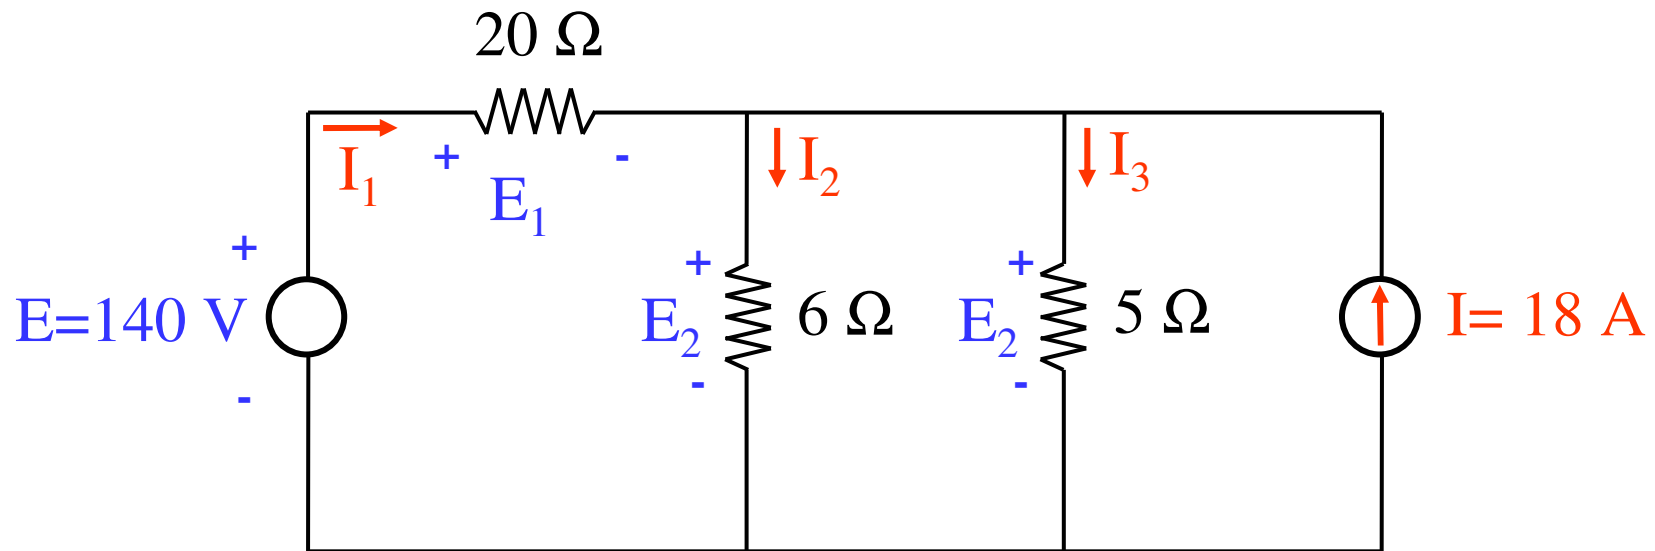 20 Ω
I₁
+ -
E₁
I₂
I₃
+
E=140 V
-
+
E₂
-
6 Ω
+
E₂
-
5 Ω
I= 18 A